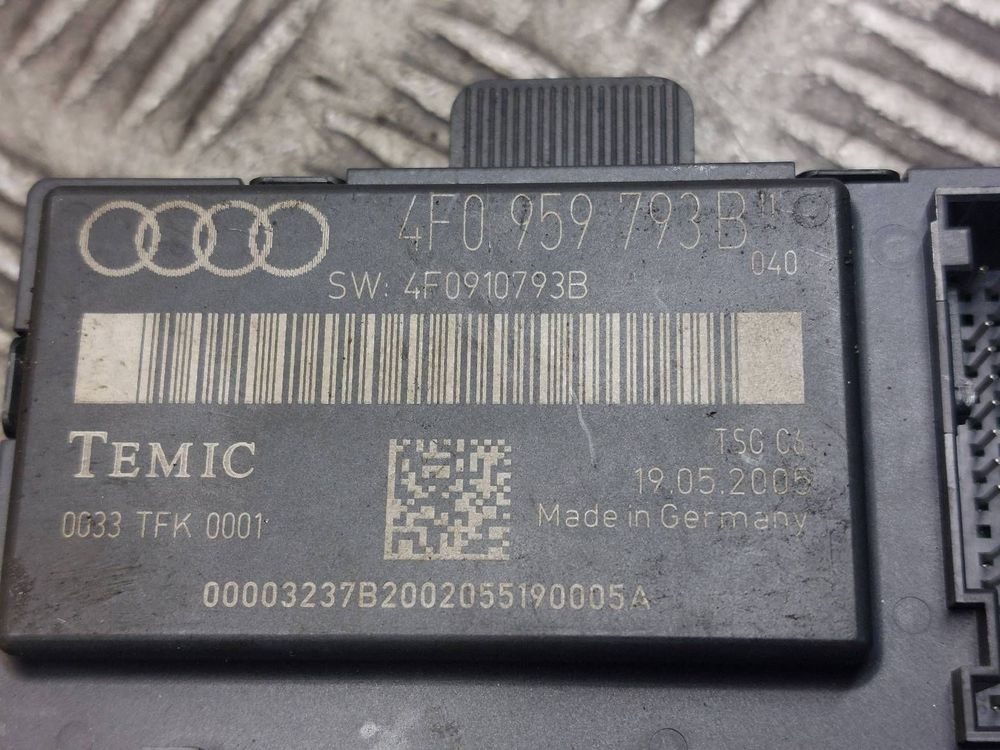 4F0 959 793 B
040
SW: 4F0910793B
TEMIC
TSG C6
19.05.2005
0033 TFK 0001
Made in Germany
00003237B2002055190005A